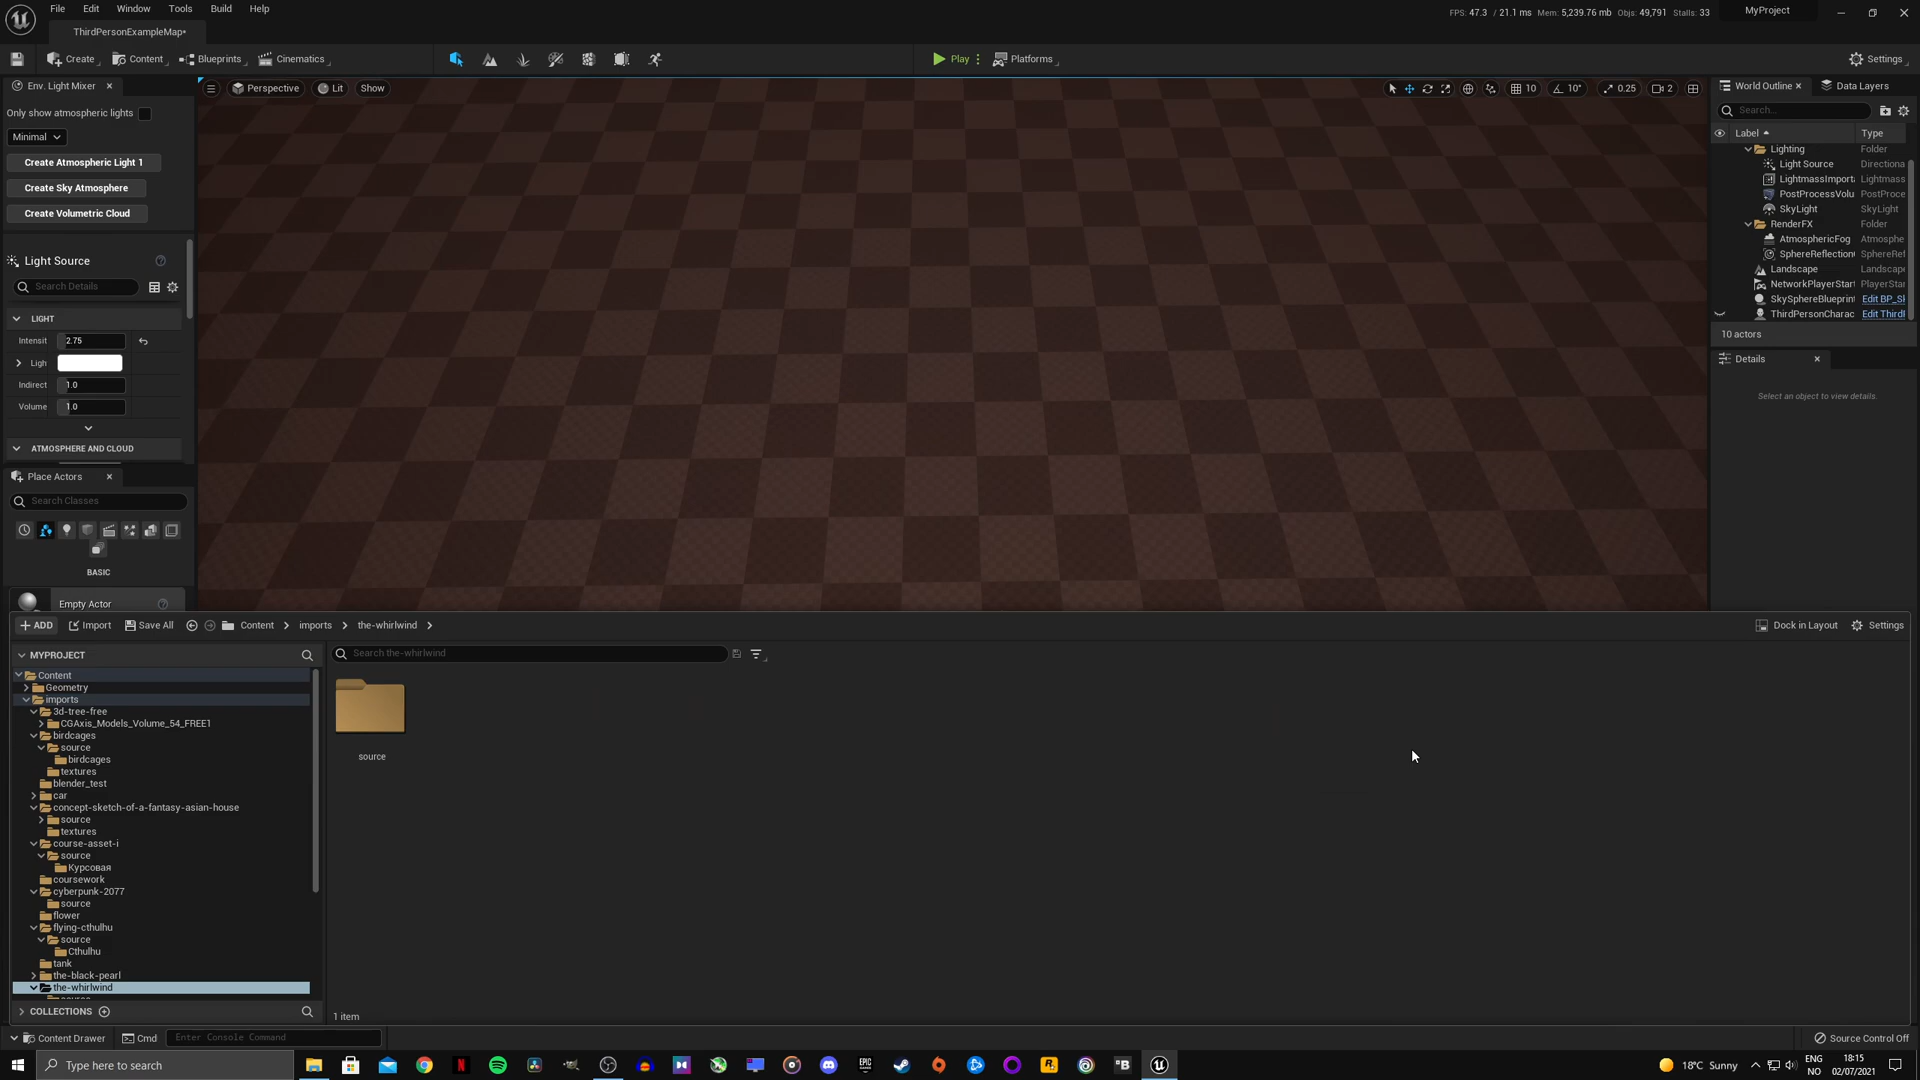 File Edit Window Tools Build Help
FPS: 47.3 / 21.1 ms Mem: 5,239.76 mb Objs: 49,791 Stalls: 33
MyProject
ThirdPersonExampleMap*
Create Content Blueprints Cinematics Play Platforms Settings
Env. Light Mixer
Only show atmospheric lights
Minimal
Create Atmospheric Light 1
Create Sky Atmosphere
Create Volumetric Cloud
Light Source
Search Details
LIGHT
Intensit 2.75
Ligh
Indirect 1.0
Volume 1.0
ATMOSPHERE AND CLOUD
Place Actors
Search Classes
BASIC
Empty Actor
Perspective Lit Show
10 10° 0.25 2
World Outline Data Layers
Search...
Label Type
Lighting Folder
Light Source Directiona
LightmassImport Lightmass
PostProcessVolu PostProce
SkyLight SkyLight
RenderFX Folder
AtmosphericFog Atmosphe
SphereReflection SphereRef
Landscape Landscape
NetworkPlayerStart PlayerStar
SkySphereBlueprint Edit BP_Sk
ThirdPersonCharac Edit ThirdP
10 actors
Details
Select an object to view details.
ADD Import Save All Content imports the-whirlwind Dock in Layout Settings
MYPROJECT
Search the-whirlwind
Content
Geometry
imports
3d-tree-free
CGAxis_Models_Volume_54_FREE1
birdcages
source
birdcages
textures
blender_test
car
concept-sketch-of-a-fantasy-asian-house
source
textures
course-asset-i
source
Курсовая
coursework
cyberpunk-2077
source
flower
flying-cthulhu
source
Cthulhu
tank
the-black-pearl
the-whirlwind
source
COLLECTIONS
source
1 item
Content Drawer Cmd Enter Console Command Source Control Off
Type here to search
18°C Sunny
ENG
NO
18:15
02/07/2021